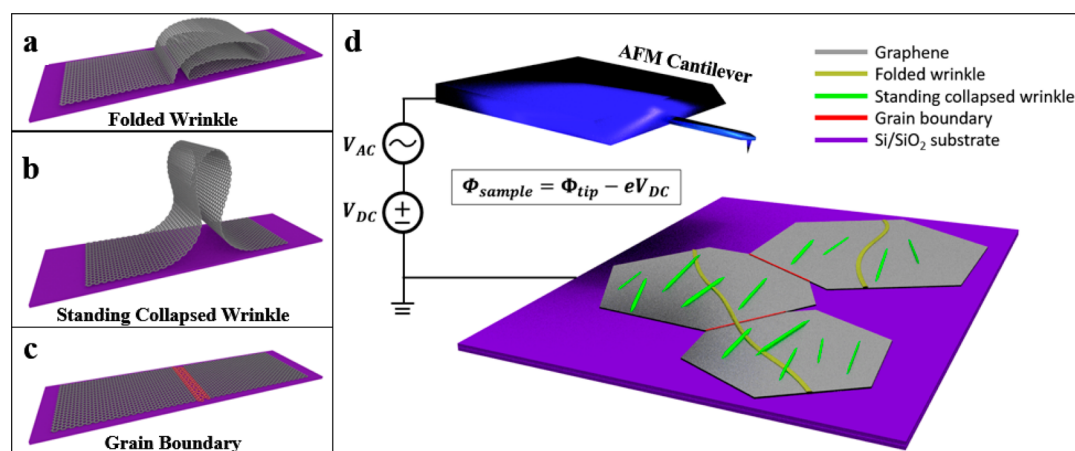 a
Folded Wrinkle
b
Standing Collapsed Wrinkle
c
Grain Boundary
d
AFM Cantilever
V_AC
V_DC
Φ_sample = Φ_tip − eV_DC
Graphene
Folded wrinkle
Standing collapsed wrinkle
Grain boundary
Si/SiO₂ substrate